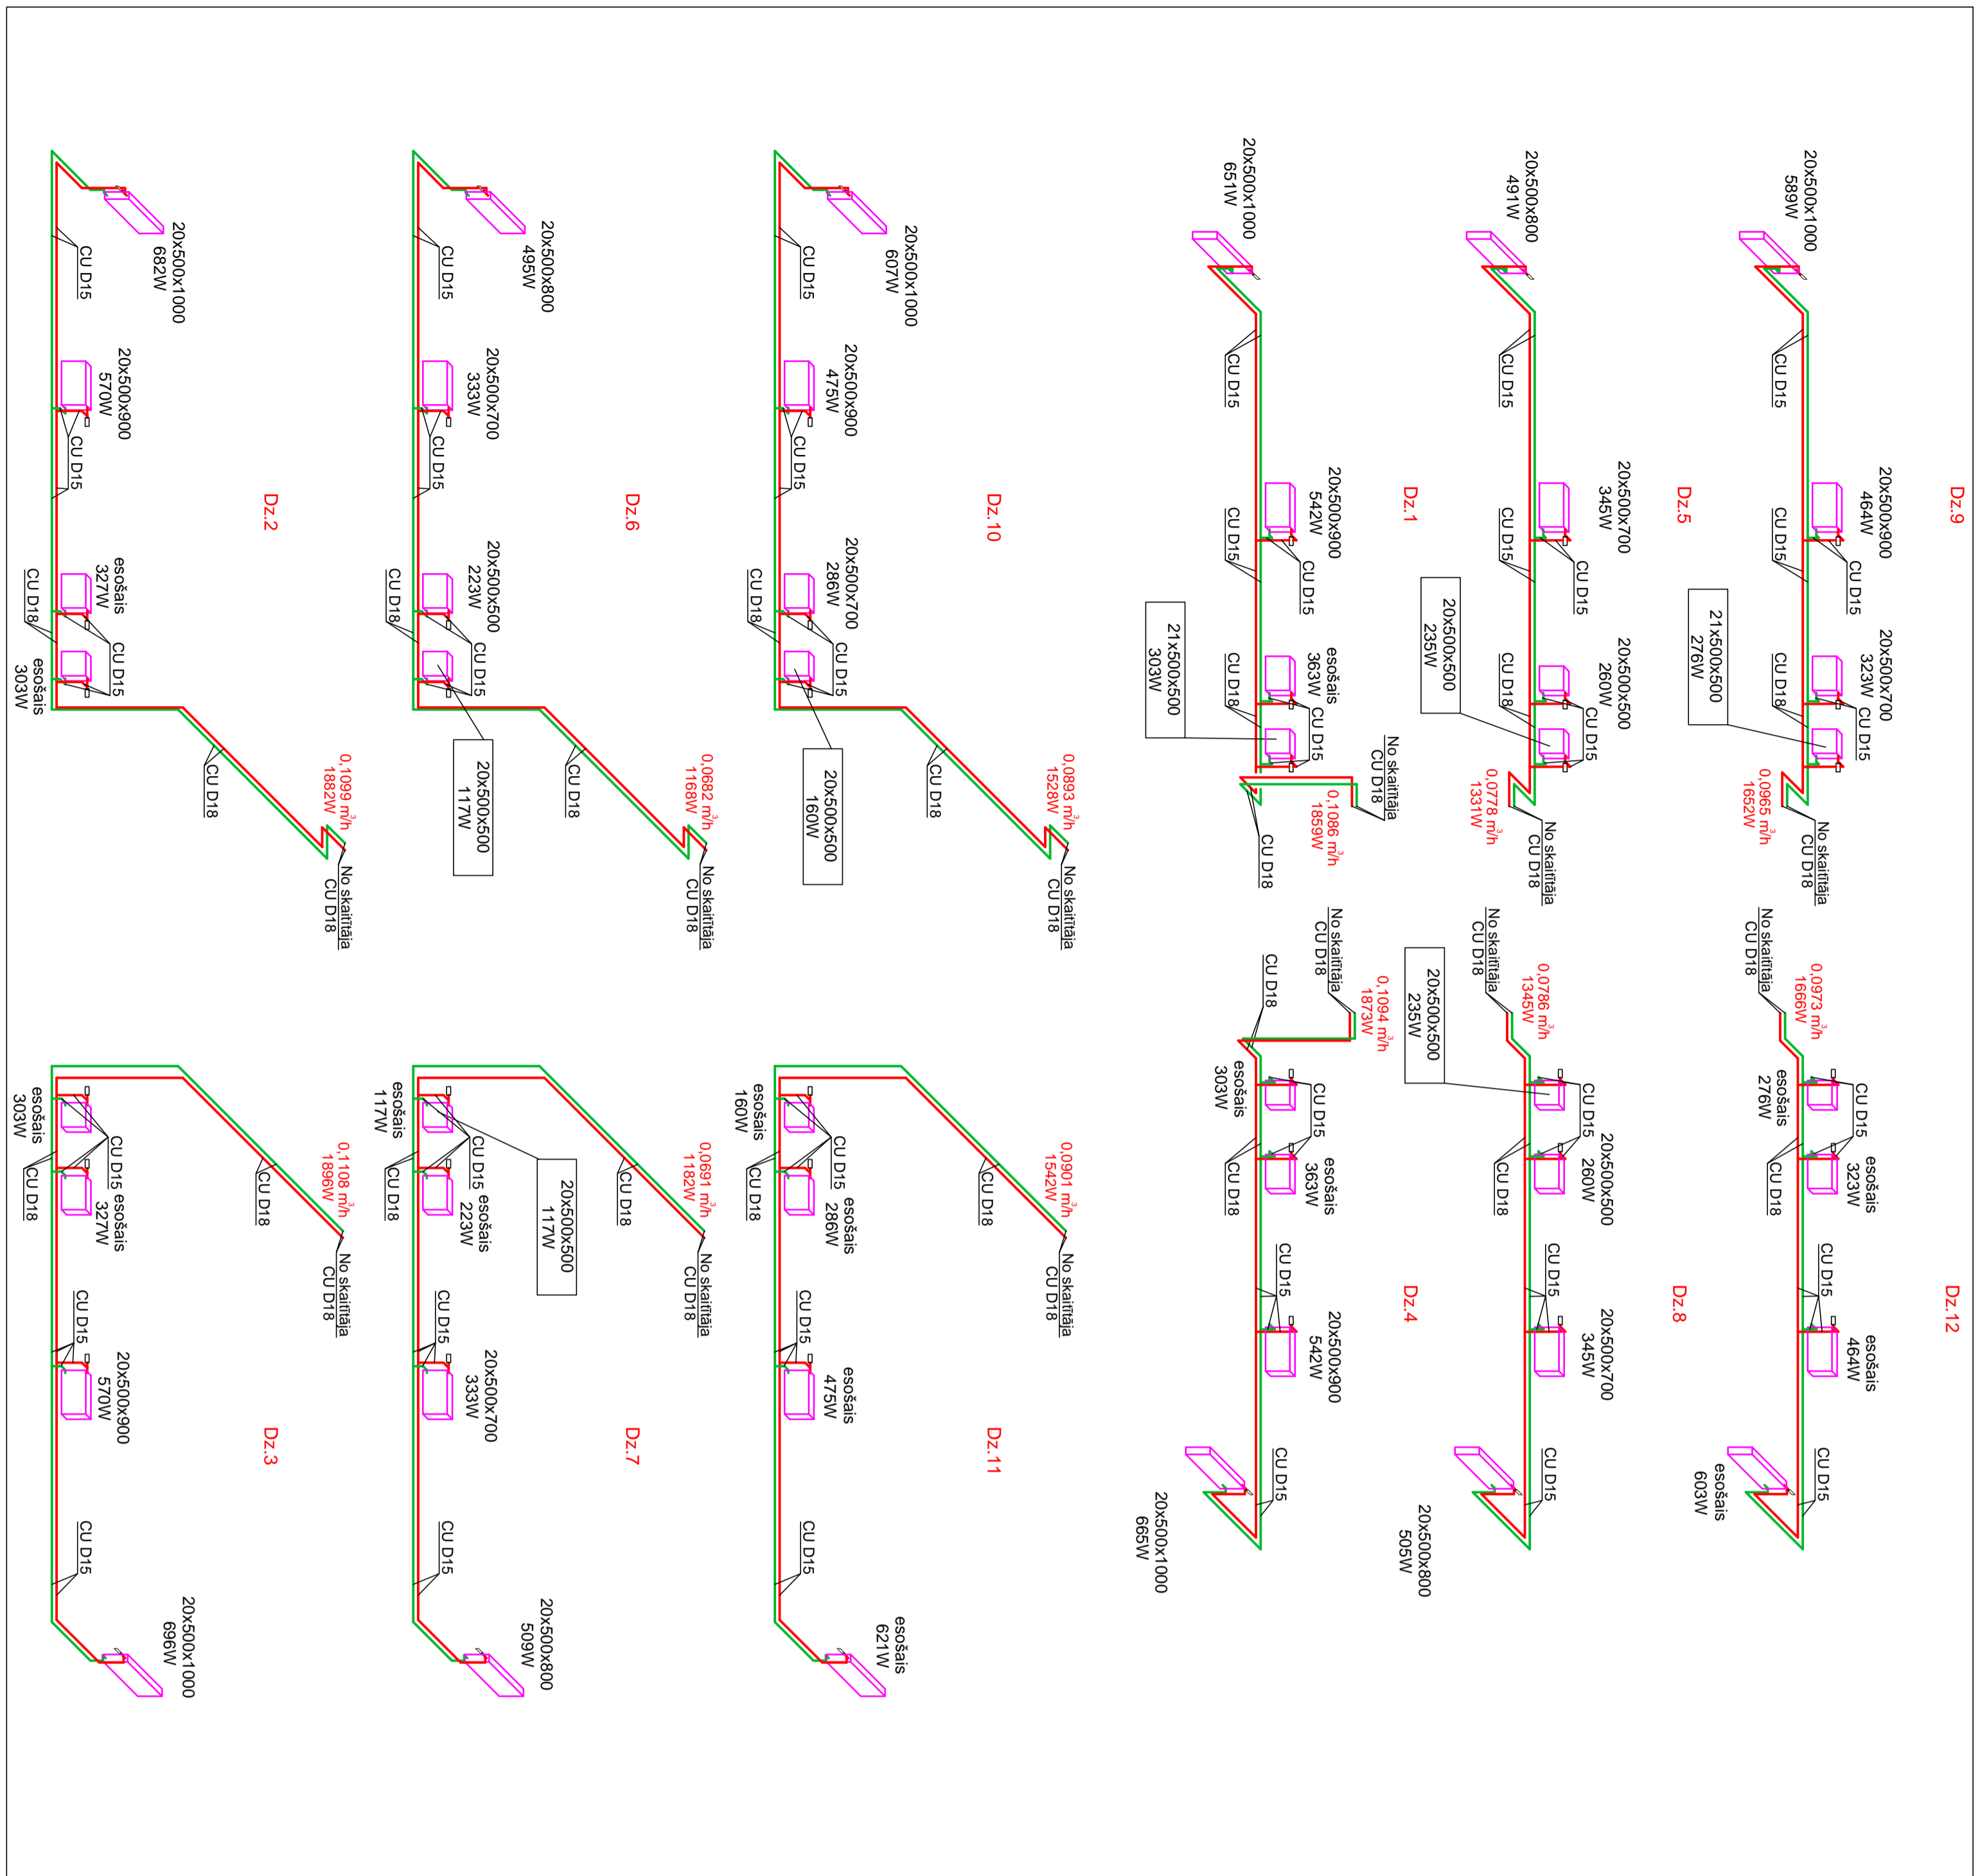 Dz.9
20x500x1000
589W
20x500x900
464W
20x500x700
323W
CU D15
CU D15
CU D15
CU D15
CU D18
21x500x500
276W
0,0965 m³/h
1652W
No skaitītāja
CU D18
Dz.12
0,0973 m³/h
1666W
No skaitītāja
CU D18
CU D15
esošais
276W
esošais
323W
CU D18
CU D15
esošais
464W
CU D15
esošais
603W
Dz.5
20x500x800
491W
20x500x700
345W
20x500x500
260W
CU D15
CU D15
CU D15
CU D15
CU D18
20x500x500
235W
0,0778 m³/h
1331W
No skaitītāja
CU D18
Dz.8
0,0786 m³/h
1345W
No skaitītāja
CU D18
20x500x500
235W
CU D15
20x500x500
260W
CU D18
CU D15
20x500x700
345W
CU D15
20x500x800
505W
Dz.1
20x500x1000
651W
20x500x900
542W
esošais
363W
CU D15
CU D15
CU D15
CU D15
CU D18
21x500x500
303W
No skaitītāja
CU D18
0,1086 m³/h
1859W
CU D18
Dz.4
No skaitītāja
CU D18
0,1094 m³/h
1873W
CU D18
CU D15
esošais
303W
esošais
363W
CU D18
CU D15
20x500x900
542W
CU D15
20x500x1000
665W
Dz.10
20x500x1000
607W
20x500x900
475W
20x500x700
286W
CU D15
CU D15
CU D15
CU D18
20x500x500
160W
CU D18
0,0893 m³/h
1528W
No skaitītāja
CU D18
Dz.11
0,0901 m³/h
1542W
No skaitītāja
CU D18
CU D18
CU D15
esošais
160W
esošais
286W
CU D18
CU D15
esošais
475W
CU D15
esošais
621W
Dz.6
20x500x800
495W
20x500x700
333W
20x500x500
223W
CU D15
CU D15
CU D15
CU D18
20x500x500
117W
CU D18
0,0682 m³/h
1168W
No skaitītāja
CU D18
Dz.7
0,0691 m³/h
1182W
No skaitītāja
CU D18
CU D18
20x500x500
117W
CU D15
esošais
117W
esošais
223W
CU D18
CU D15
20x500x700
333W
CU D15
20x500x800
509W
Dz.2
20x500x1000
682W
20x500x900
570W
esošais
327W
CU D15
CU D15
CU D15
CU D18
esošais
303W
CU D18
0,1099 m³/h
1882W
No skaitītāja
CU D18
Dz.3
0,1108 m³/h
1896W
No skaitītāja
CU D18
CU D18
CU D15
esošais
303W
esošais
327W
CU D18
CU D15
20x500x900
570W
CU D15
20x500x1000
696W